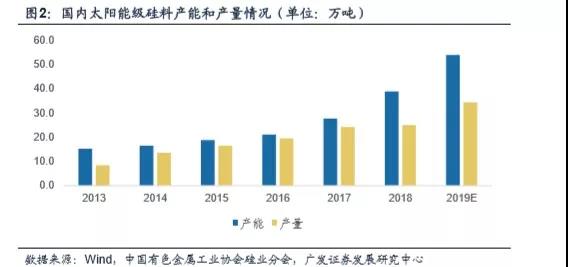 图2：国内太阳能级硅料产能和产量情况（单位：万吨）
60.0
50.0
40.0
30.0
20.0
10.0
0.0
2013 2014 2015 2016 2017 2018 2019E
产能 产量
数据来源：Wind，中国有色金属工业协会硅业分会，广发证券发展研究中心